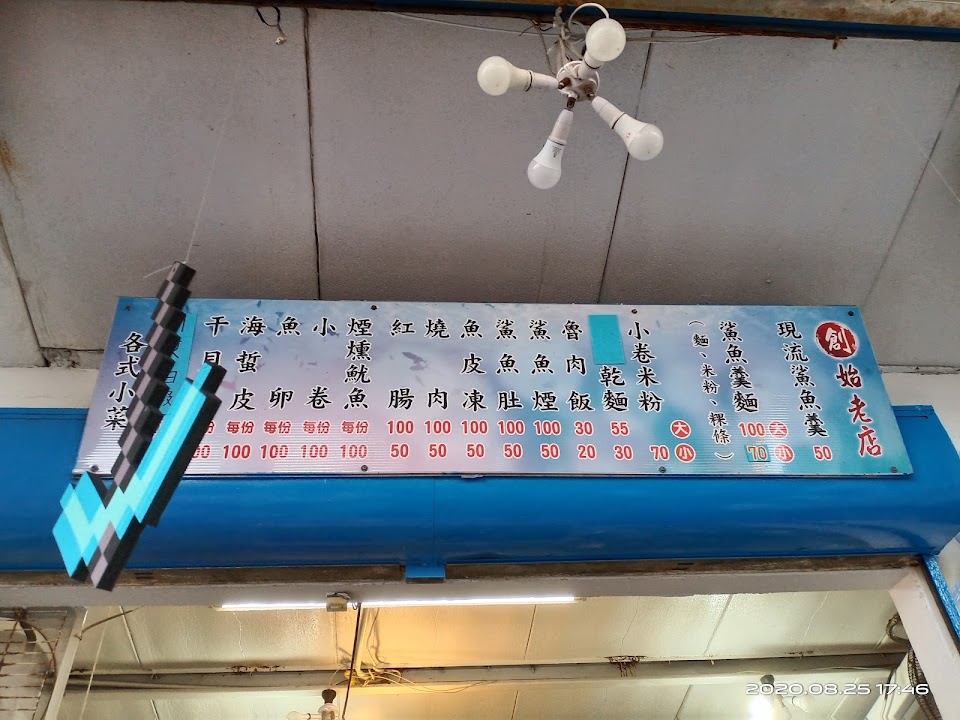 創始老店
現流鯊魚羹 50
鯊魚羹麵 100 大 70 小
(麵、米粉、粿條)
小卷米粉 大 70 小
乾麵 55 30
魯肉飯 30 20
鯊魚煙 100 50
鯊魚肚 100 50
魚皮凍 100 50
燒肉 100 50
紅腸 100 50
煙燻魷魚 每份 100
小卷 每份 100
魚卵 每份 100
海蜇皮 每份 100
干貝
各式小菜
2020.08.25 17:46